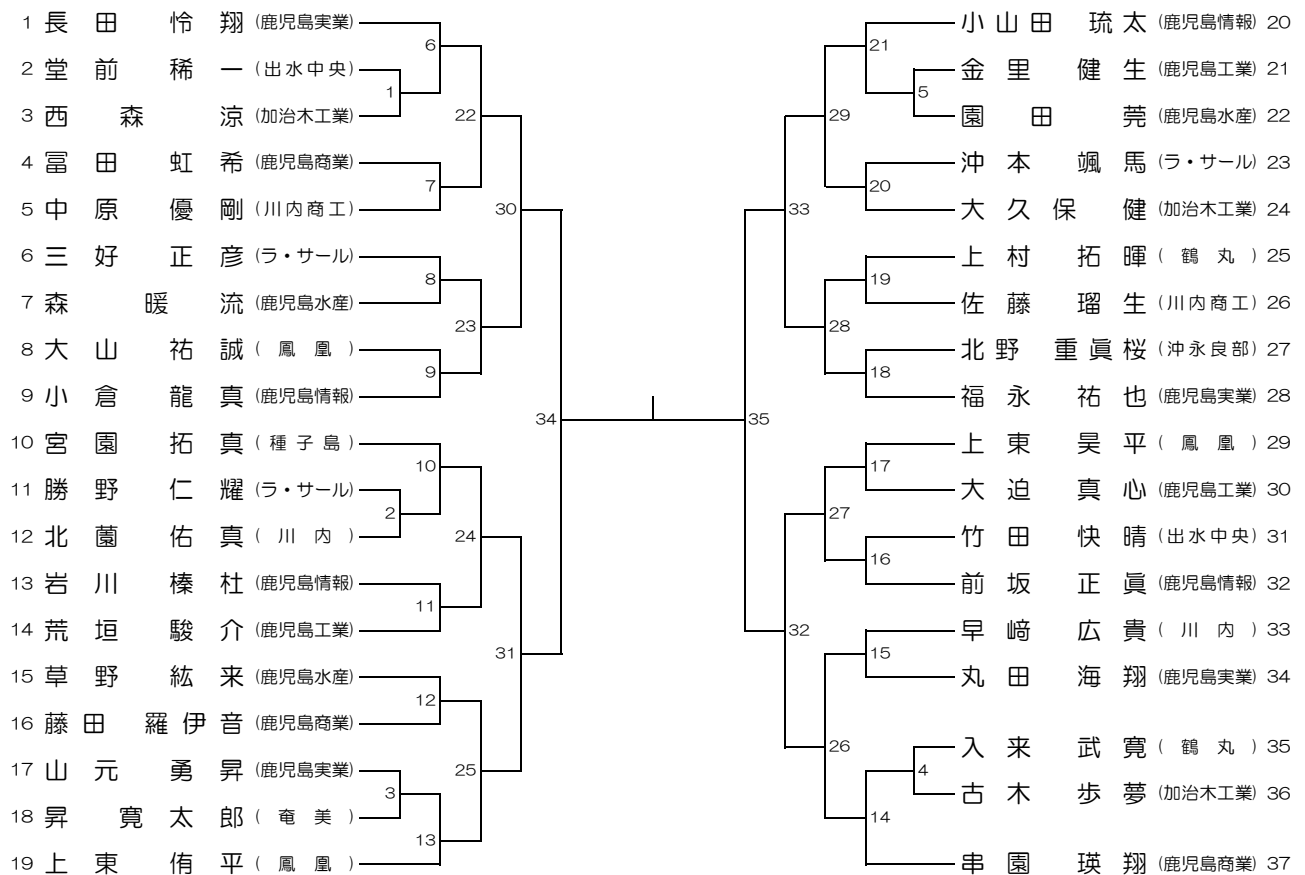 1 長田 怜翔 (鹿児島実業)
2 堂前 稀一 (出水中央)
3 西森 涼 (加治木工業)
4 冨田 虹希 (鹿児島商業)
5 中原 優剛 (川内商工)
6 三好 正彦 (ラ・サール)
7 森 暖流 (鹿児島水産)
8 大山 祐誠 (鳳凰)
9 小倉 龍真 (鹿児島情報)
10 宮園 拓真 (種子島)
11 勝野 仁耀 (ラ・サール)
12 北薗 佑真 (川内)
13 岩川 榛杜 (鹿児島情報)
14 荒垣 駿介 (鹿児島工業)
15 草野 紘来 (鹿児島水産)
16 藤田 羅伊音 (鹿児島商業)
17 山元 勇昇 (鹿児島実業)
18 昇 寛太郎 (奄美)
19 上東 侑平 (鳳凰)
6
1
22
7
30
8
23
9
34
10
2
24
11
31
12
25
3
13
小山田 琉太 (鹿児島情報) 20
金里 健生 (鹿児島工業) 21
園田 莞 (鹿児島水産) 22
沖本 颯馬 (ラ・サール) 23
大久保 健 (加治木工業) 24
上村 拓暉 (鶴丸) 25
佐藤 瑠生 (川内商工) 26
北野 重眞桜 (沖永良部) 27
福永 祐也 (鹿児島実業) 28
上東 昊平 (鳳凰) 29
大迫 真心 (鹿児島工業) 30
竹田 快晴 (出水中央) 31
前坂 正眞 (鹿児島情報) 32
早﨑 広貴 (川内) 33
丸田 海翔 (鹿児島実業) 34
入来 武寛 (鶴丸) 35
古木 歩夢 (加治木工業) 36
串園 瑛翔 (鹿児島商業) 37
21
5
29
20
33
19
28
18
35
17
27
16
32
15
26
4
14